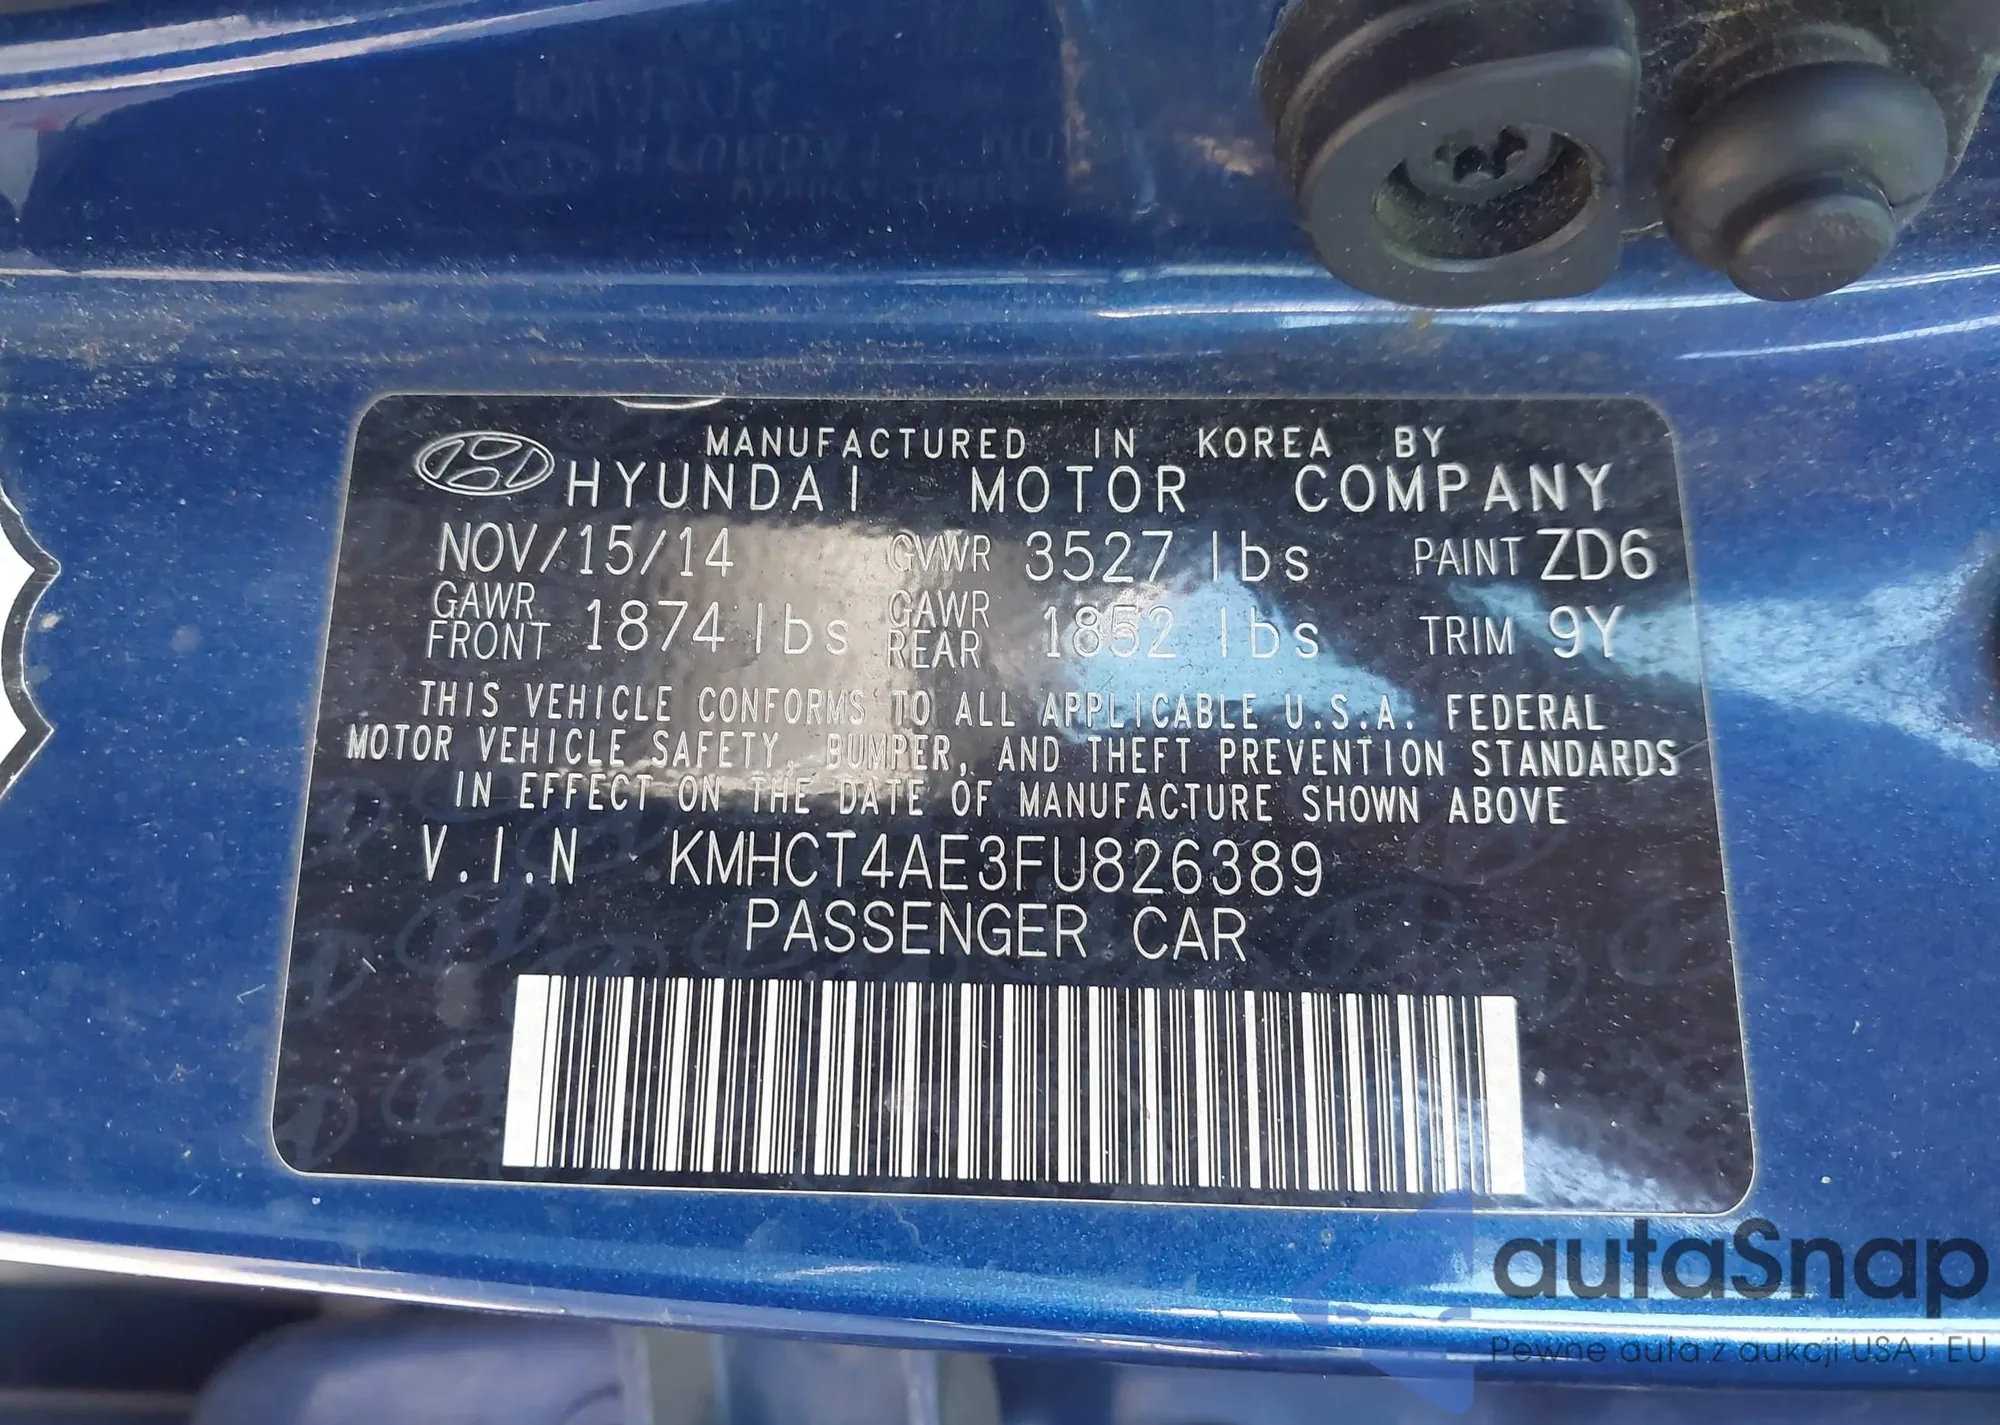 MANUFACTURED IN KOREA BY
HYUNDAI MOTOR COMPANY
NOV/15/14 GVWR 3527 lbs PAINT ZD6
GAWR FRONT 1874 lbs GAWR REAR 1852 lbs TRIM 9Y
THIS VEHICLE CONFORMS TO ALL APPLICABLE U.S.A. FEDERAL
MOTOR VEHICLE SAFETY, BUMPER, AND THEFT PREVENTION STANDARDS
IN EFFECT ON THE DATE OF MANUFACTURE SHOWN ABOVE
V.I.N KMHCT4AE3FU826389
PASSENGER CAR
autaSnap
Pewne auta z aukcji USA i EU